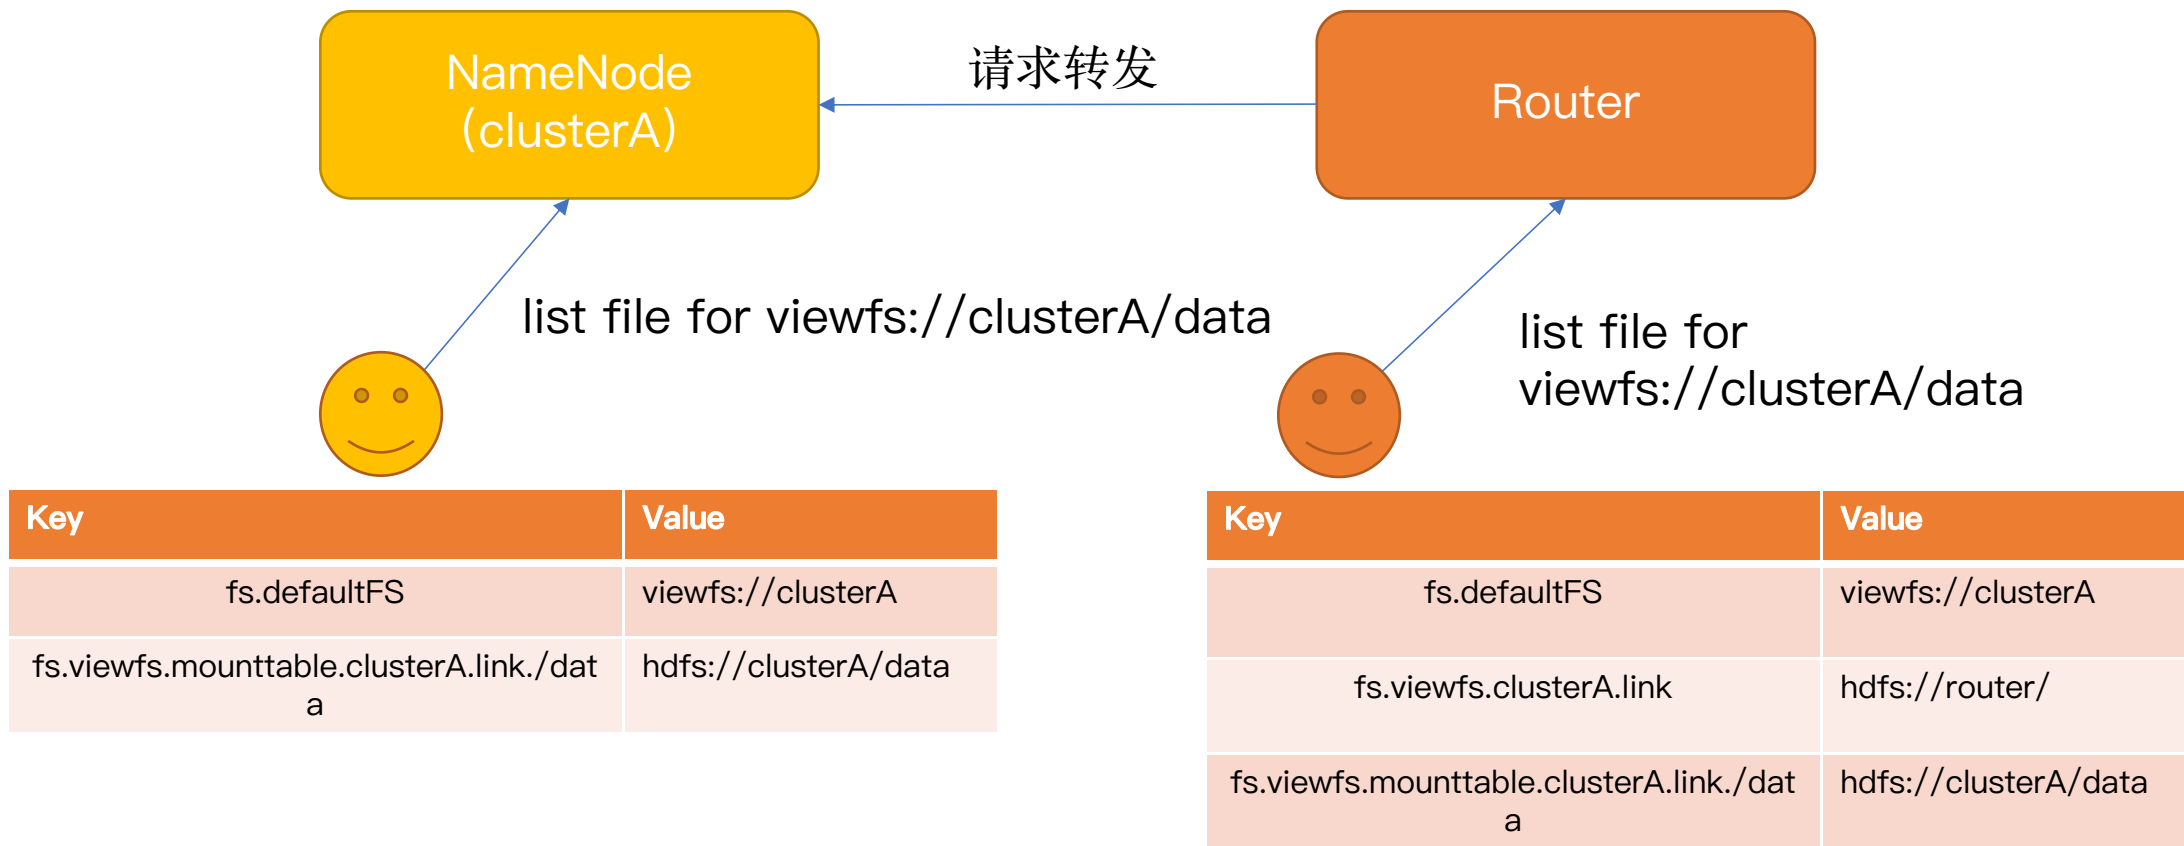 NameNode
(clusterA)
请求转发
Router
list file for viewfs://clusterA/data
list file for
viewfs://clusterA/data
Key Value
fs.defaultFS viewfs://clusterA
fs.viewfs.mounttable.clusterA.link./dat hdfs://clusterA/data
a
Key Value
fs.defaultFS viewfs://clusterA
fs.viewfs.clusterA.link hdfs://router/
fs.viewfs.mounttable.clusterA.link./dat hdfs://clusterA/data
a